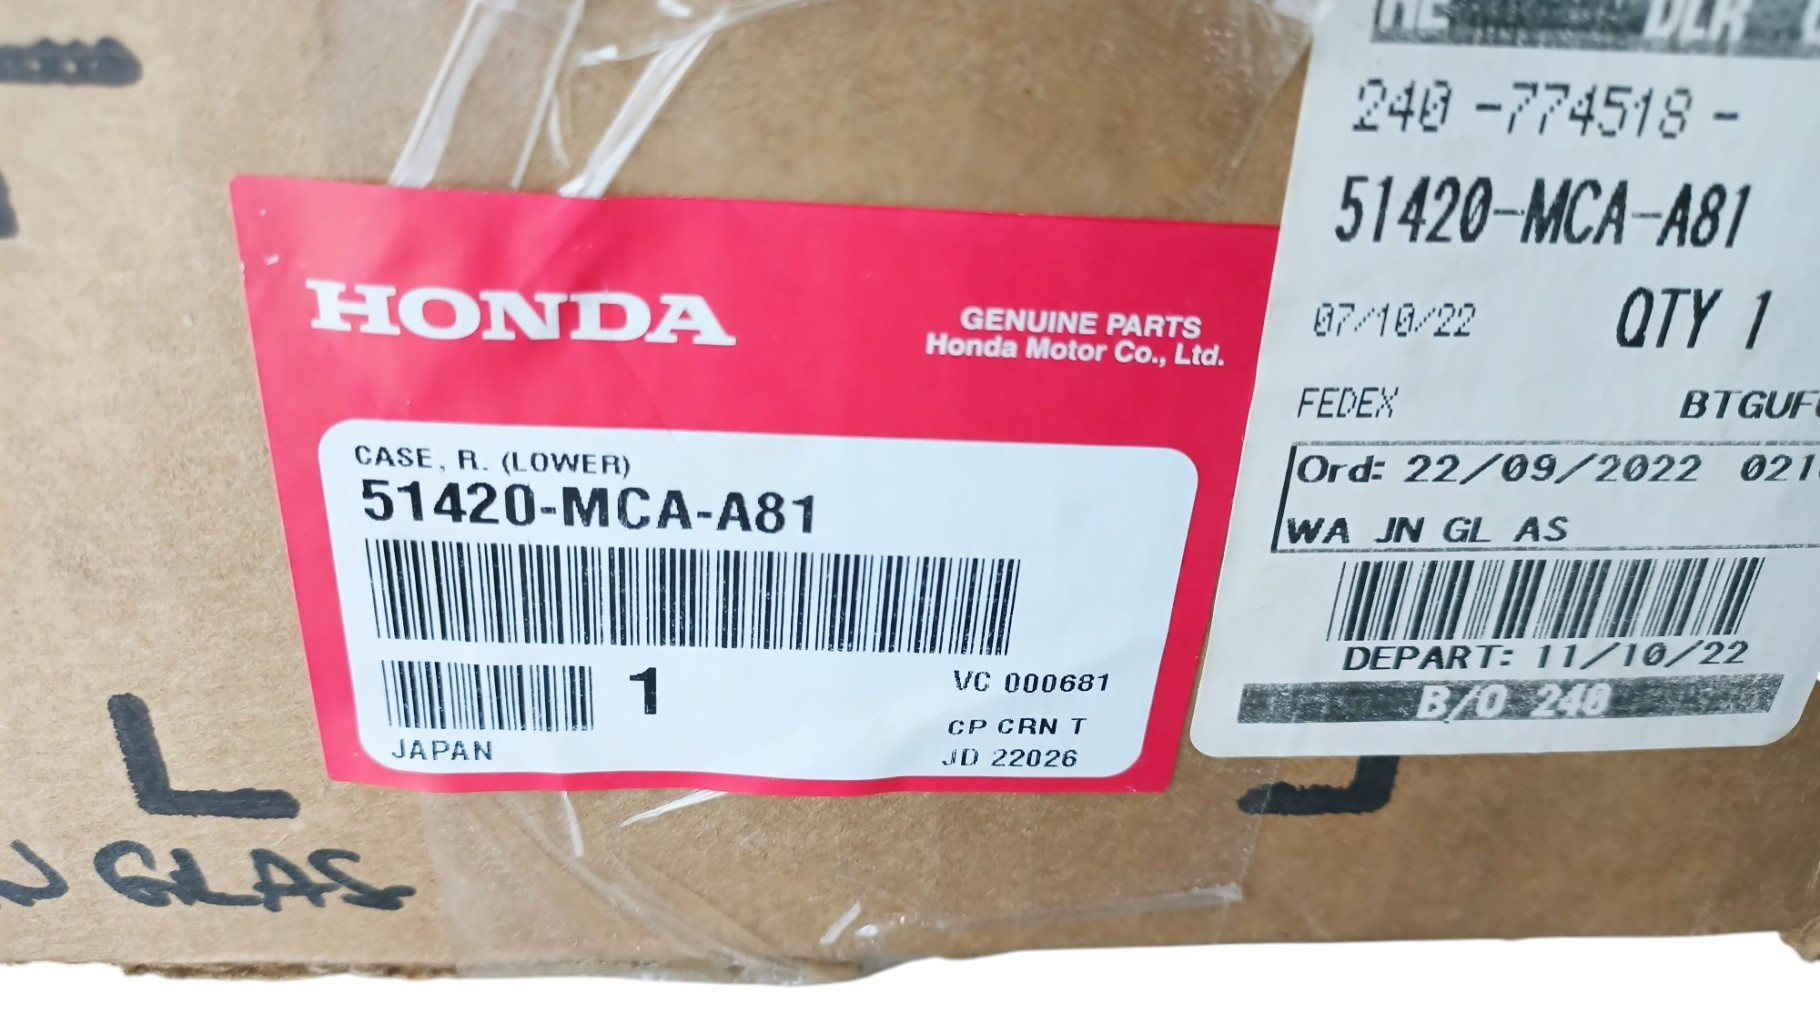 HONDA
GENUINE PARTS
Honda Motor Co., Ltd.
CASE, R. (LOWER)
51420-MCA-A81
1
VC 000681
CP CRN T
JD 22026
JAPAN
DLR
240 -774518 -
51420-MCA-A81
07/10/22 QTY 1
FEDEX
Ord: 22/09/2022
WA JN GL AS
DEPART: 11/10/22
B/O 240
L
GLAS